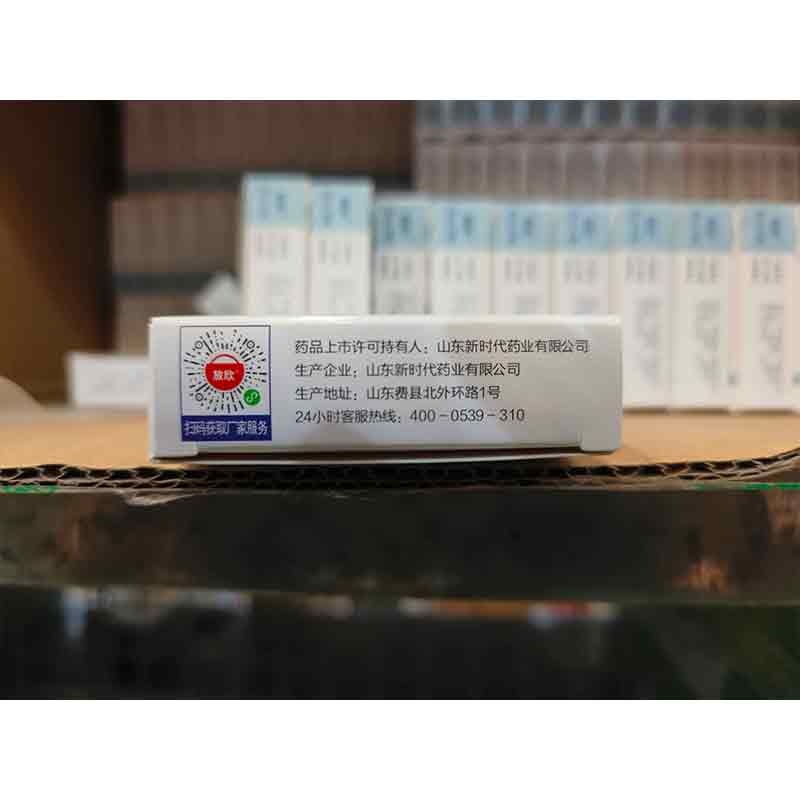 放欧
扫码获取厂家服务
药品上市许可持有人：山东新时代药业有限公司
生产企业：山东新时代药业有限公司
生产地址：山东费县北外环路1号
24小时客服热线：400-0539-310